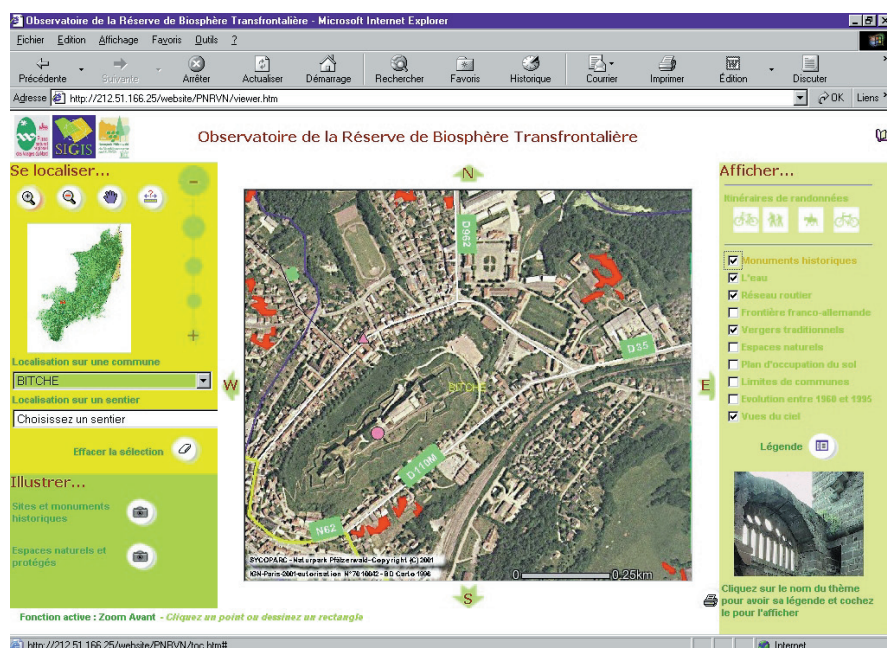 Observatoire de la Réserve de Biosphère Transfrontalière - Microsoft Internet Explorer
Fichier Edition Affichage Favoris Outils ?
Précédente Suivante Arrêter Actualiser Démarrage Rechercher Favoris Historique Courrier Imprimer Édition Discuter
Adresse http://212.51.166.25/website/PNRVN/viewer.htm OK Liens »
SIGIS
Observatoire de la Réserve de Biosphère Transfrontalière
Se localiser...
Localisation sur une commune
BITCHE
Localisation sur un sentier
Choisissez un sentier
Effacer la sélection
Illustrer...
Sites et monuments
historiques
Espaces naturels et
protégés
N
W
E
S
D962
D35
BITCHE
D110M
N62
SYCOPARC - Naturpark Pfälzerwald - Copyright (C) 2001
0 0,25km
Afficher...
Itinéraires de randonnées
Monuments historiques
L'eau
Réseau routier
Frontière franco-allemande
Vergers traditionnels
Espaces naturels
Plan d'occupation du sol
Limites de communes
Evolution entre 1960 et 1995
Vues du ciel
Légende
Cliquez sur le nom du thème
pour avoir sa légende et cochez
le pour l'afficher
Fonction active : Zoom Avant - Cliquez un point ou dessinez un rectangle
http://212.51.166.25/website/PNRVN/toc.htm# Internet